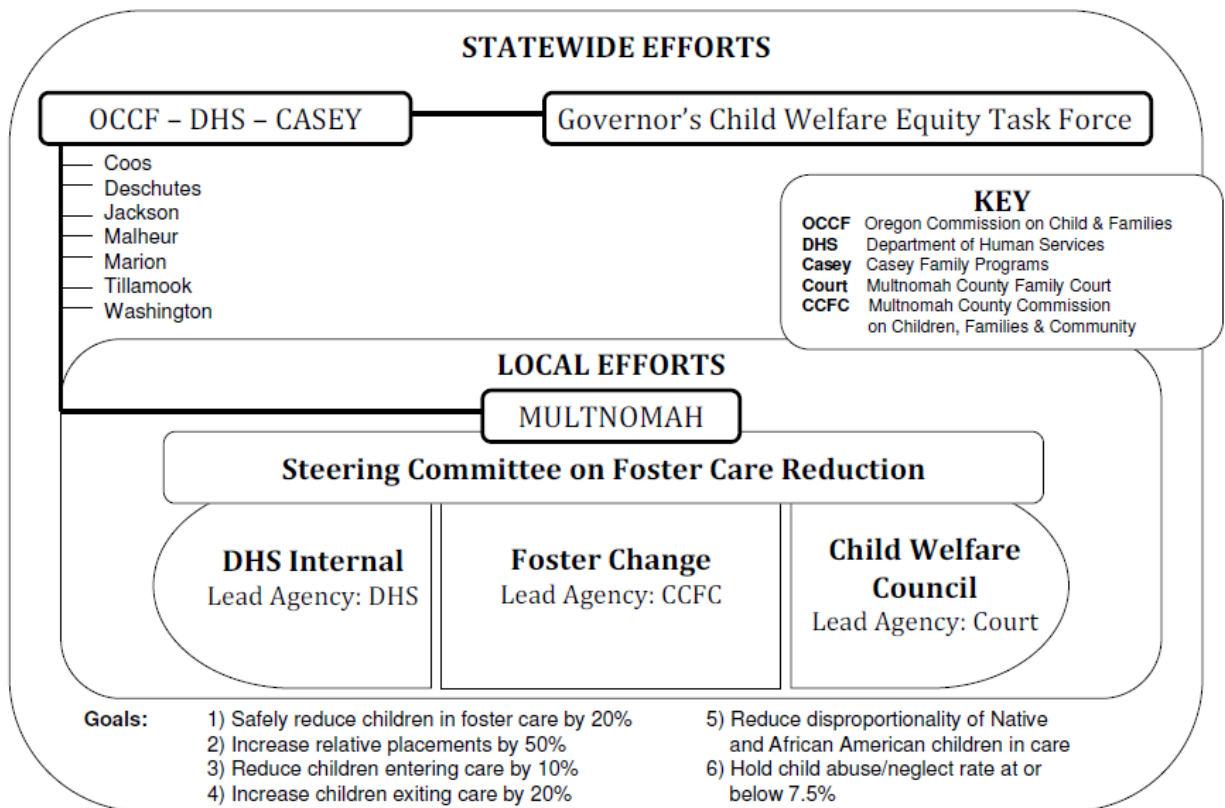 STATEWIDE EFFORTS
OCCF – DHS – CASEY
Governor's Child Welfare Equity Task Force
Coos
Deschutes
Jackson
Malheur
Marion
Tillamook
Washington
KEY
OCCF Oregon Commission on Child & Families
DHS Department of Human Services
Casey Casey Family Programs
Court Multnomah County Family Court
CCFC Multnomah County Commission
on Children, Families & Community
LOCAL EFFORTS
MULTNOMAH
Steering Committee on Foster Care Reduction
DHS Internal
Lead Agency: DHS
Foster Change
Lead Agency: CCFC
Child Welfare
Council
Lead Agency: Court
Goals:
1) Safely reduce children in foster care by 20%
2) Increase relative placements by 50%
3) Reduce children entering care by 10%
4) Increase children exiting care by 20%
5) Reduce disproportionality of Native
and African American children in care
6) Hold child abuse/neglect rate at or
below 7.5%